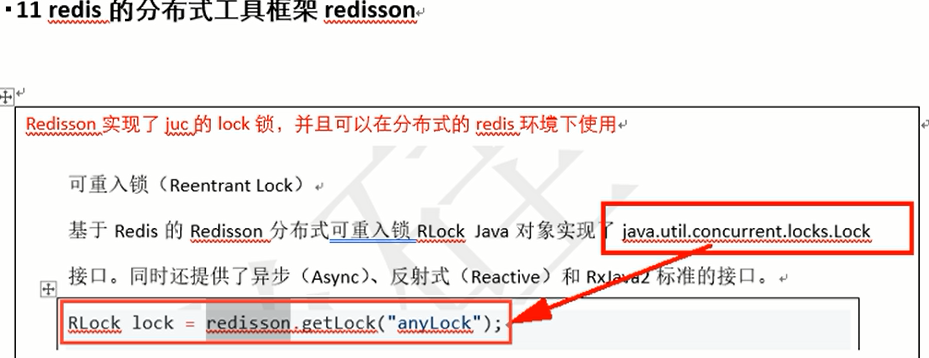 11 redis 的分布式工具框架 redisson
Redisson 实现了 juc 的 lock 锁，并且可以在分布式的 redis 环境下使用
可重入锁（Reentrant Lock）
基于 Redis 的 Redisson 分布式可重入锁 RLock Java 对象实现了 java.util.concurrent.locks.Lock
接口。同时还提供了异步（Async）、反射式（Reactive）和 RxJava2 标准的接口。
RLock lock = redisson.getLock("anyLock");